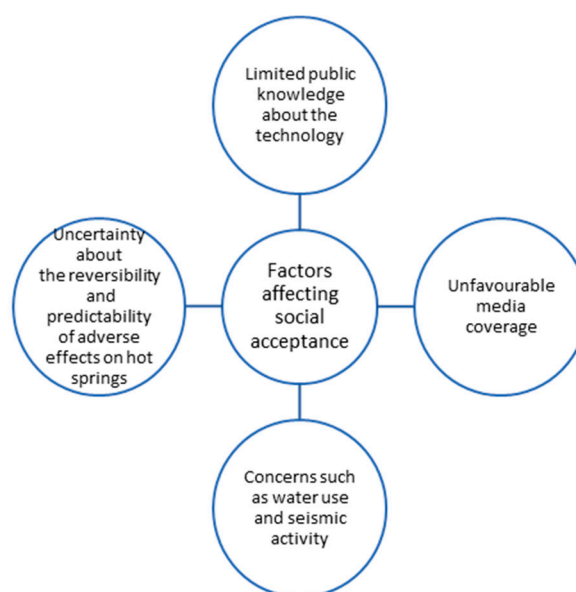 Limited public
knowledge
about the
technology
Uncertainty
about
the reversibility
and
predictability
of adverse
effects on hot
springs
Factors
affecting
social
acceptance
Unfavourable
media
coverage
Concerns such
as water use
and seismic
activity